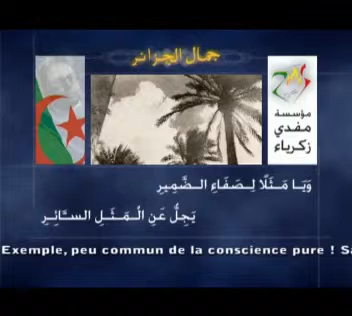 جمال الجزائر
مؤسسة
مفدي
زكرياء
وَيَا مَثَلًا لِصَفَاءِ الضَّمِيرِ
يَجِلُّ عَنِ الْمَثَلِ السَّائِرِ
Exemple, peu commun de la conscience pure ! Sa